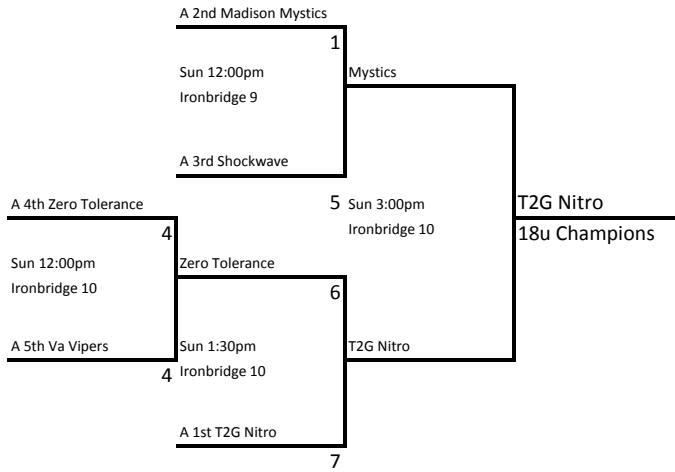 A 2nd Madison Mystics
1
Sun 12:00pm
Mystics
Ironbridge 9
A 3rd Shockwave
A 4th Zero Tolerance
5
Sun 3:00pm
T2G Nitro
4
Ironbridge 10
18u Champions
Sun 12:00pm
Zero Tolerance
Ironbridge 10
6
A 5th Va Vipers
Sun 1:30pm
T2G Nitro
4
Ironbridge 10
A 1st T2G Nitro
7